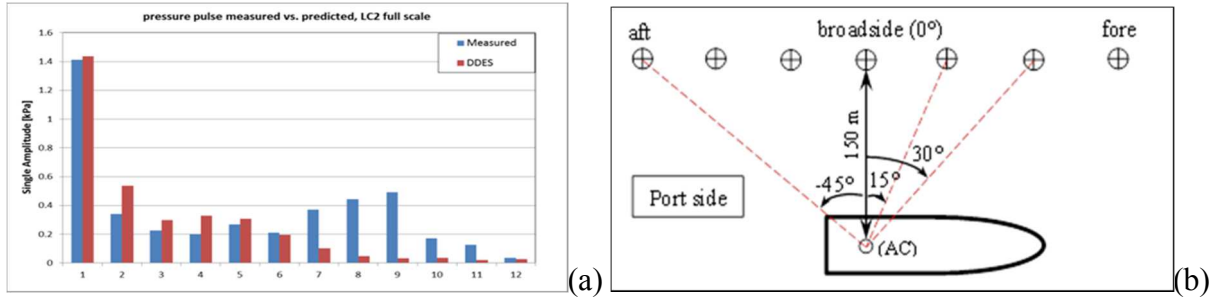 pressure pulse measured vs. predicted, LC2 full scale
Single Amplitude [kPa]
1.6
1.4
1.2
1
0.8
0.6
0.4
0.2
0
Measured
DDES
1 2 3 4 5 6 7 8 9 10 11 12
(a)
aft broadside (0°) fore
150 m
-45° 15° 30°
Port side
(AC)
(b)